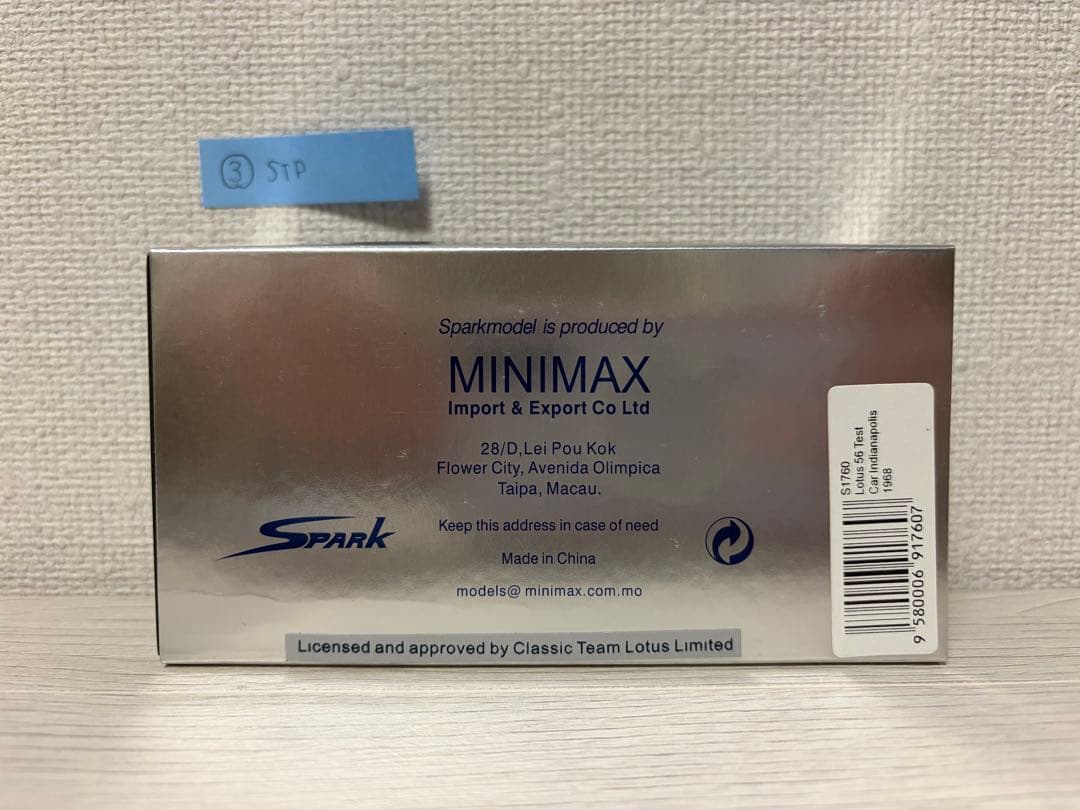 ③ STP
Sparkmodel is produced by
MINIMAX
Import & Export Co Ltd
28/D,Lei Pou Kok
Flower City, Avenida Olimpica
Taipa, Macau.
SPARK
Keep this address in case of need
Made in China
models@ minimax.com.mo
Licensed and approved by Classic Team Lotus Limited
S1760
Lotus 56 Test
Car Indianapolis
1968
9 580006 917607